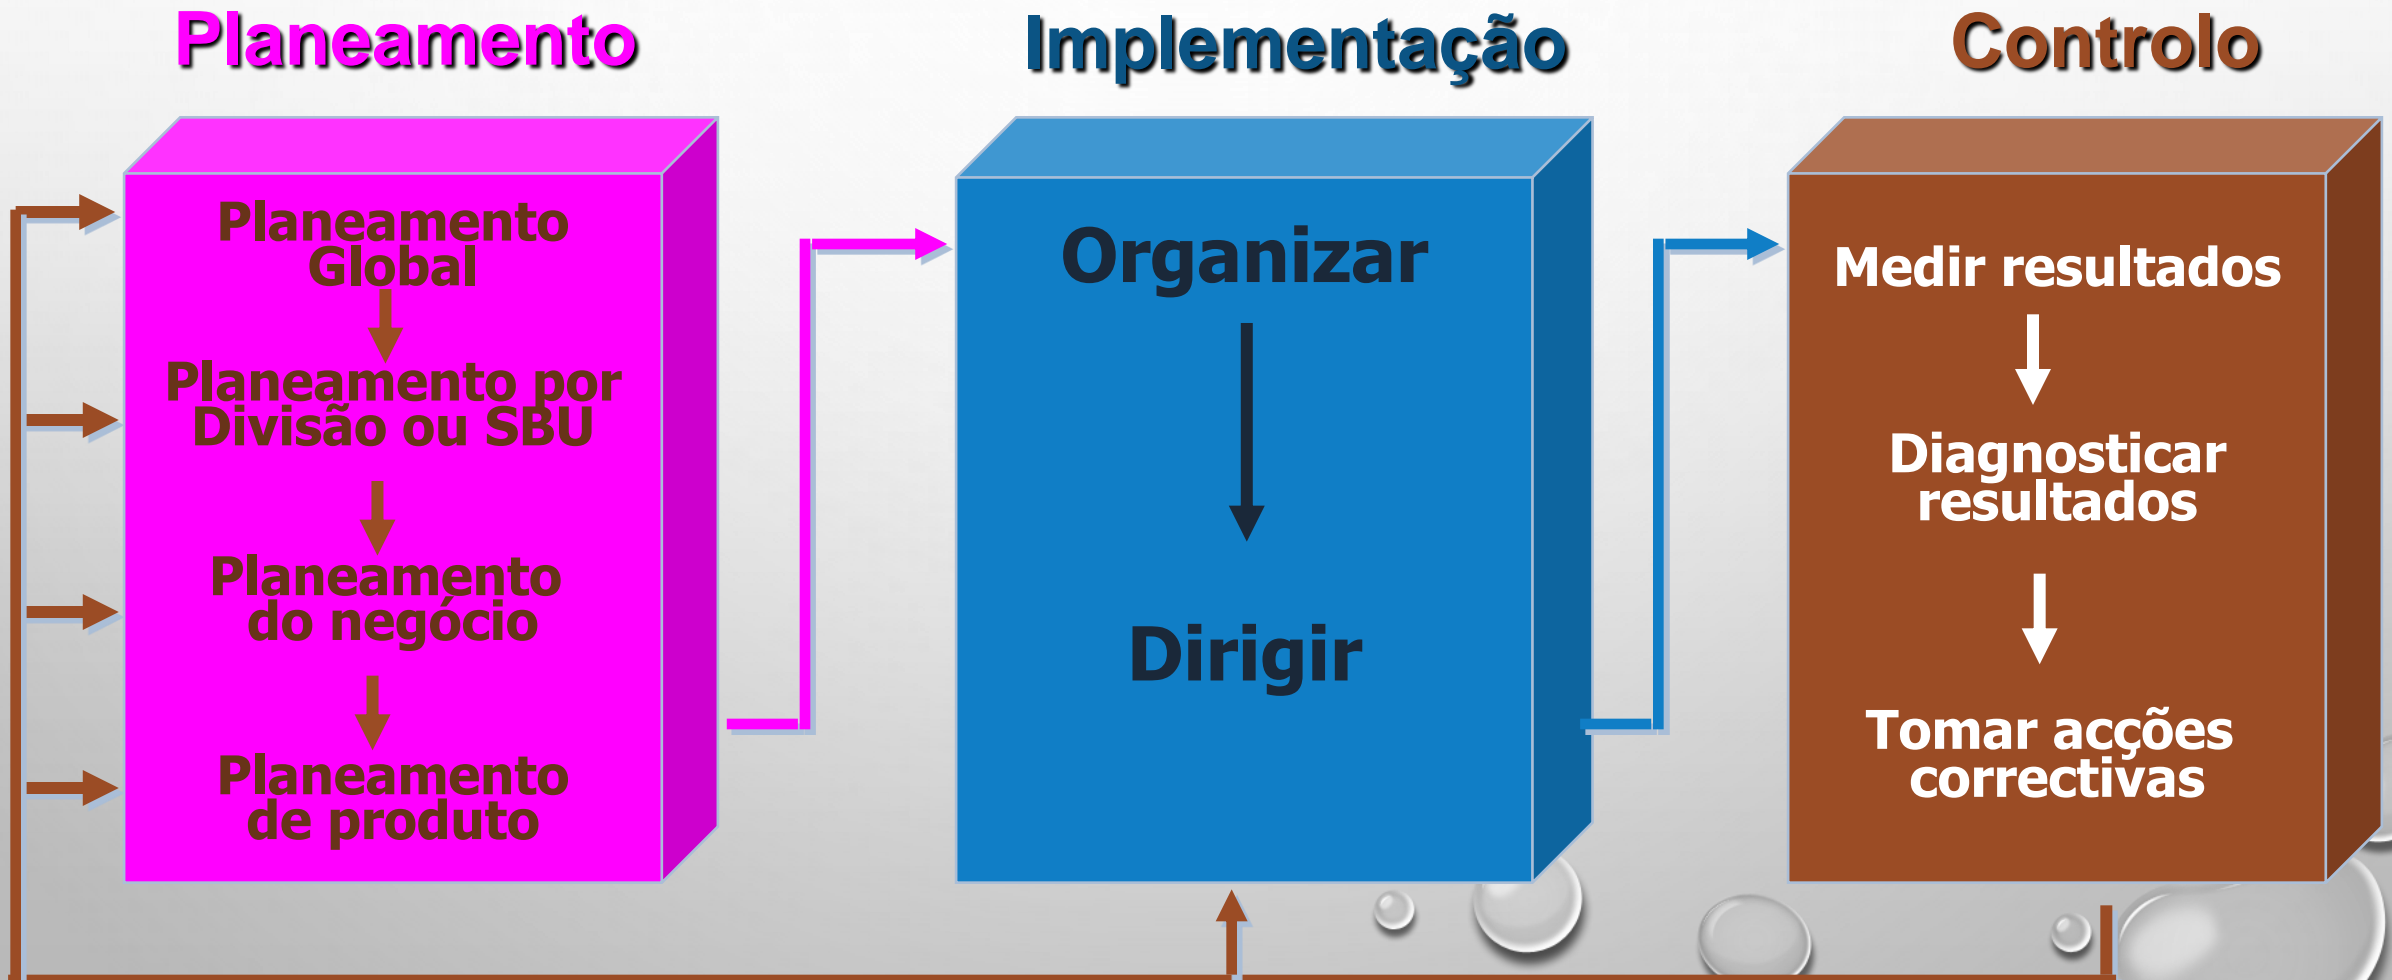 Planeamento
Implementação
Controlo
Planeamento
Global
Planeamento por
Divisão ou SBU
Planeamento
do negócio
Planeamento
de produto
Organizar
Dirigir
Medir resultados
Diagnosticar
resultados
Tomar acções
correctivas